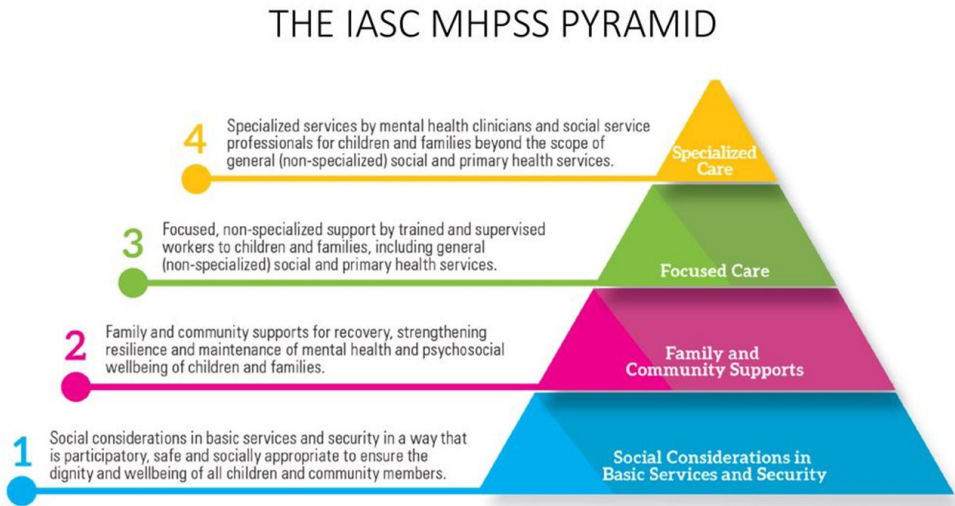 THE IASC MHPSS PYRAMID
4
Specialized services by mental health clinicians and social service
professionals for children and families beyond the scope of
general (non-specialized) social and primary health services.
Specialized
Care
3
Focused, non-specialized support by trained and supervised
workers to children and families, including general
(non-specialized) social and primary health services.
Focused Care
2
Family and community supports for recovery, strengthening
resilience and maintenance of mental health and psychosocial
wellbeing of children and families.
Family and
Community Supports
1
Social considerations in basic services and security in a way that
is participatory, safe and socially appropriate to ensure the
dignity and wellbeing of all children and community members.
Social Considerations in
Basic Services and Security